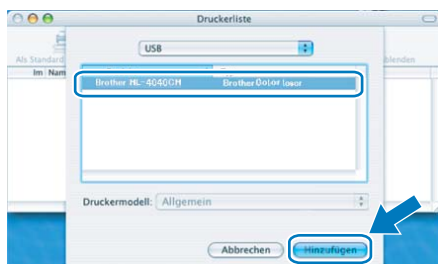 Druckerliste
USB
Als Standard
blenden
Im Nam
Brother HL-4040CN Brother Color laser
Druckermodell: Allgemein
Abbrechen Hinzufügen